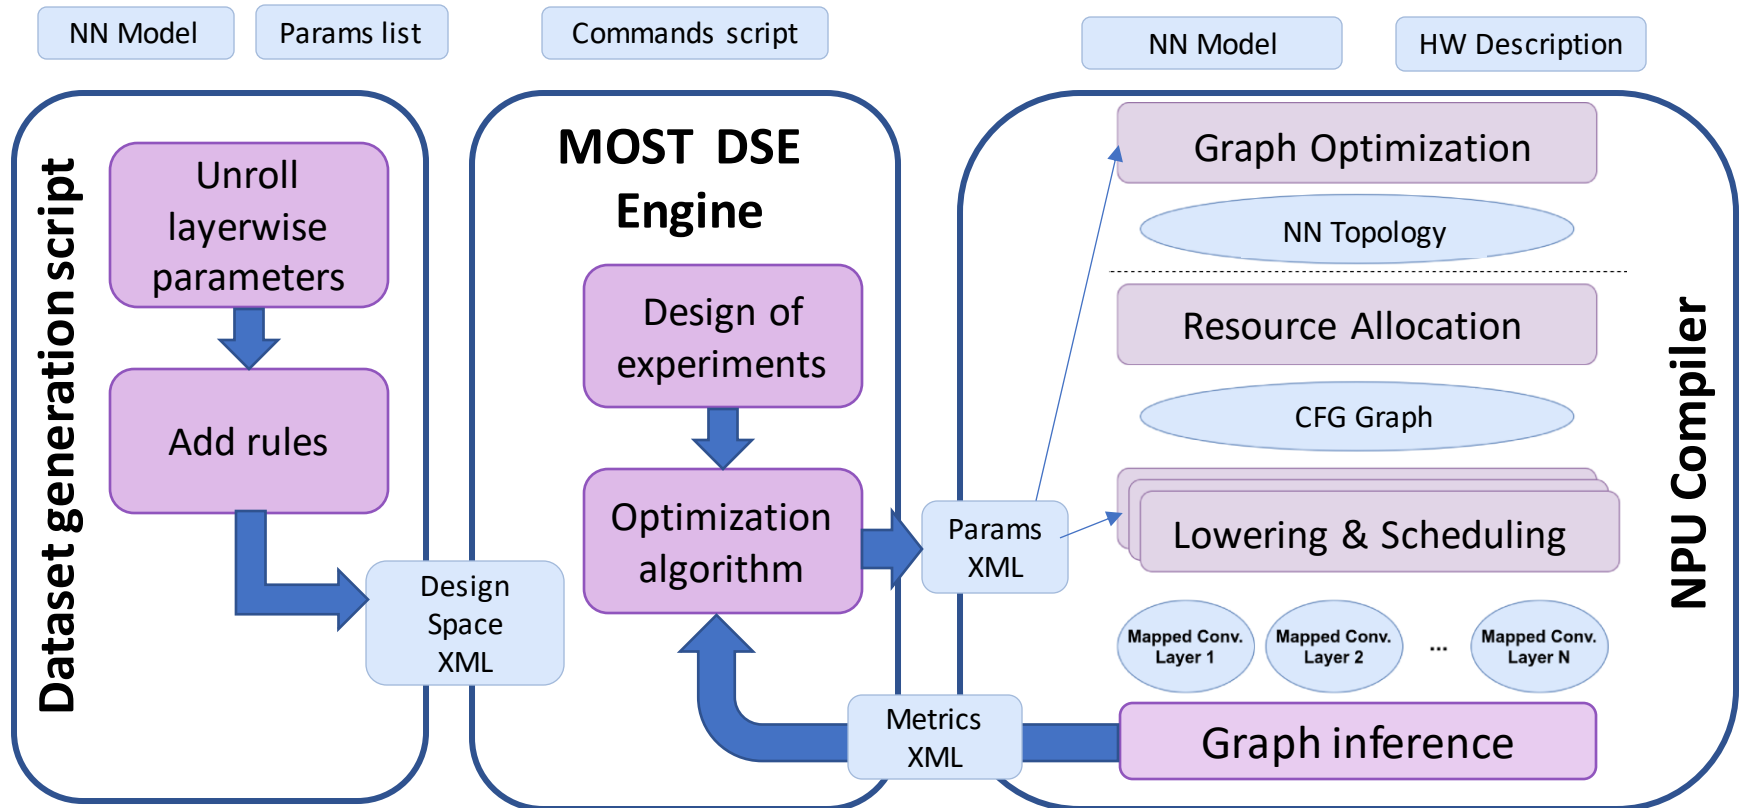 NN Model
Params list
Commands script
NN Model
HW Description
Dataset generation script
Unroll
layerwise
parameters
Add rules
Design
Space
XML
MOST DSE
Engine
Design of
experiments
Optimization
algorithm
Params
XML
Metrics
XML
NPU Compiler
Graph Optimization
NN Topology
Resource Allocation
CFG Graph
Lowering & Scheduling
Mapped Conv.
Layer 1
Mapped Conv.
Layer 2
...
Mapped Conv.
Layer N
Graph inference